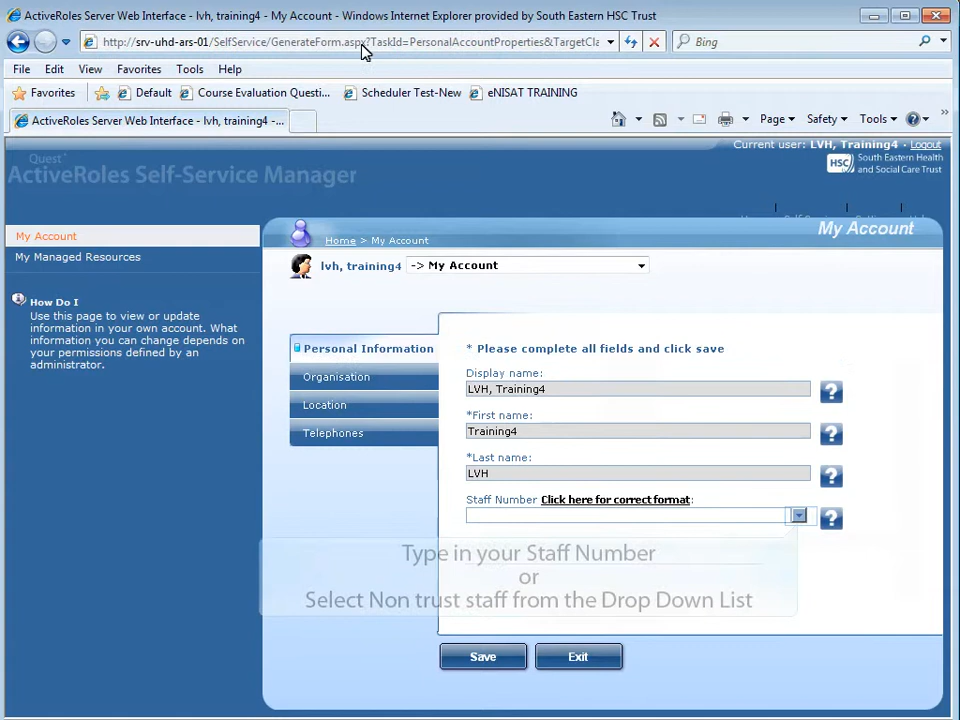 ActiveRoles Server Web Interface - lvh, training4 - My Account - Windows Internet Explorer provided by South Eastern HSC Trust
http://srv-uhd-ars-01/SelfService/GenerateForm.aspx?TaskId=PersonalAccountProperties&TargetCla
Bing
File Edit View Favorites Tools Help
Favorites Default Course Evaluation Questi... Scheduler Test-New eNISAT TRAINING
ActiveRoles Server Web Interface - lvh, training4 -...
Page Safety Tools
Current user: LVH, Training4 · Logout
Quest
ActiveRoles Self-Service Manager
HSC South Eastern Health
and Social Care Trust
My Account
My Account
Home > My Account
My Managed Resources
lvh, training4 -> My Account
How Do I
Use this page to view or update
information in your own account. What
information you can change depends on
your permissions defined by an
administrator.
Personal Information
Organisation
Location
Telephones
* Please complete all fields and click save
Display name:
LVH, Training4
*First name:
Training4
*Last name:
LVH
Staff Number Click here for correct format:
Type in your Staff Number
or
Select Non trust staff from the Drop Down List
Save Exit